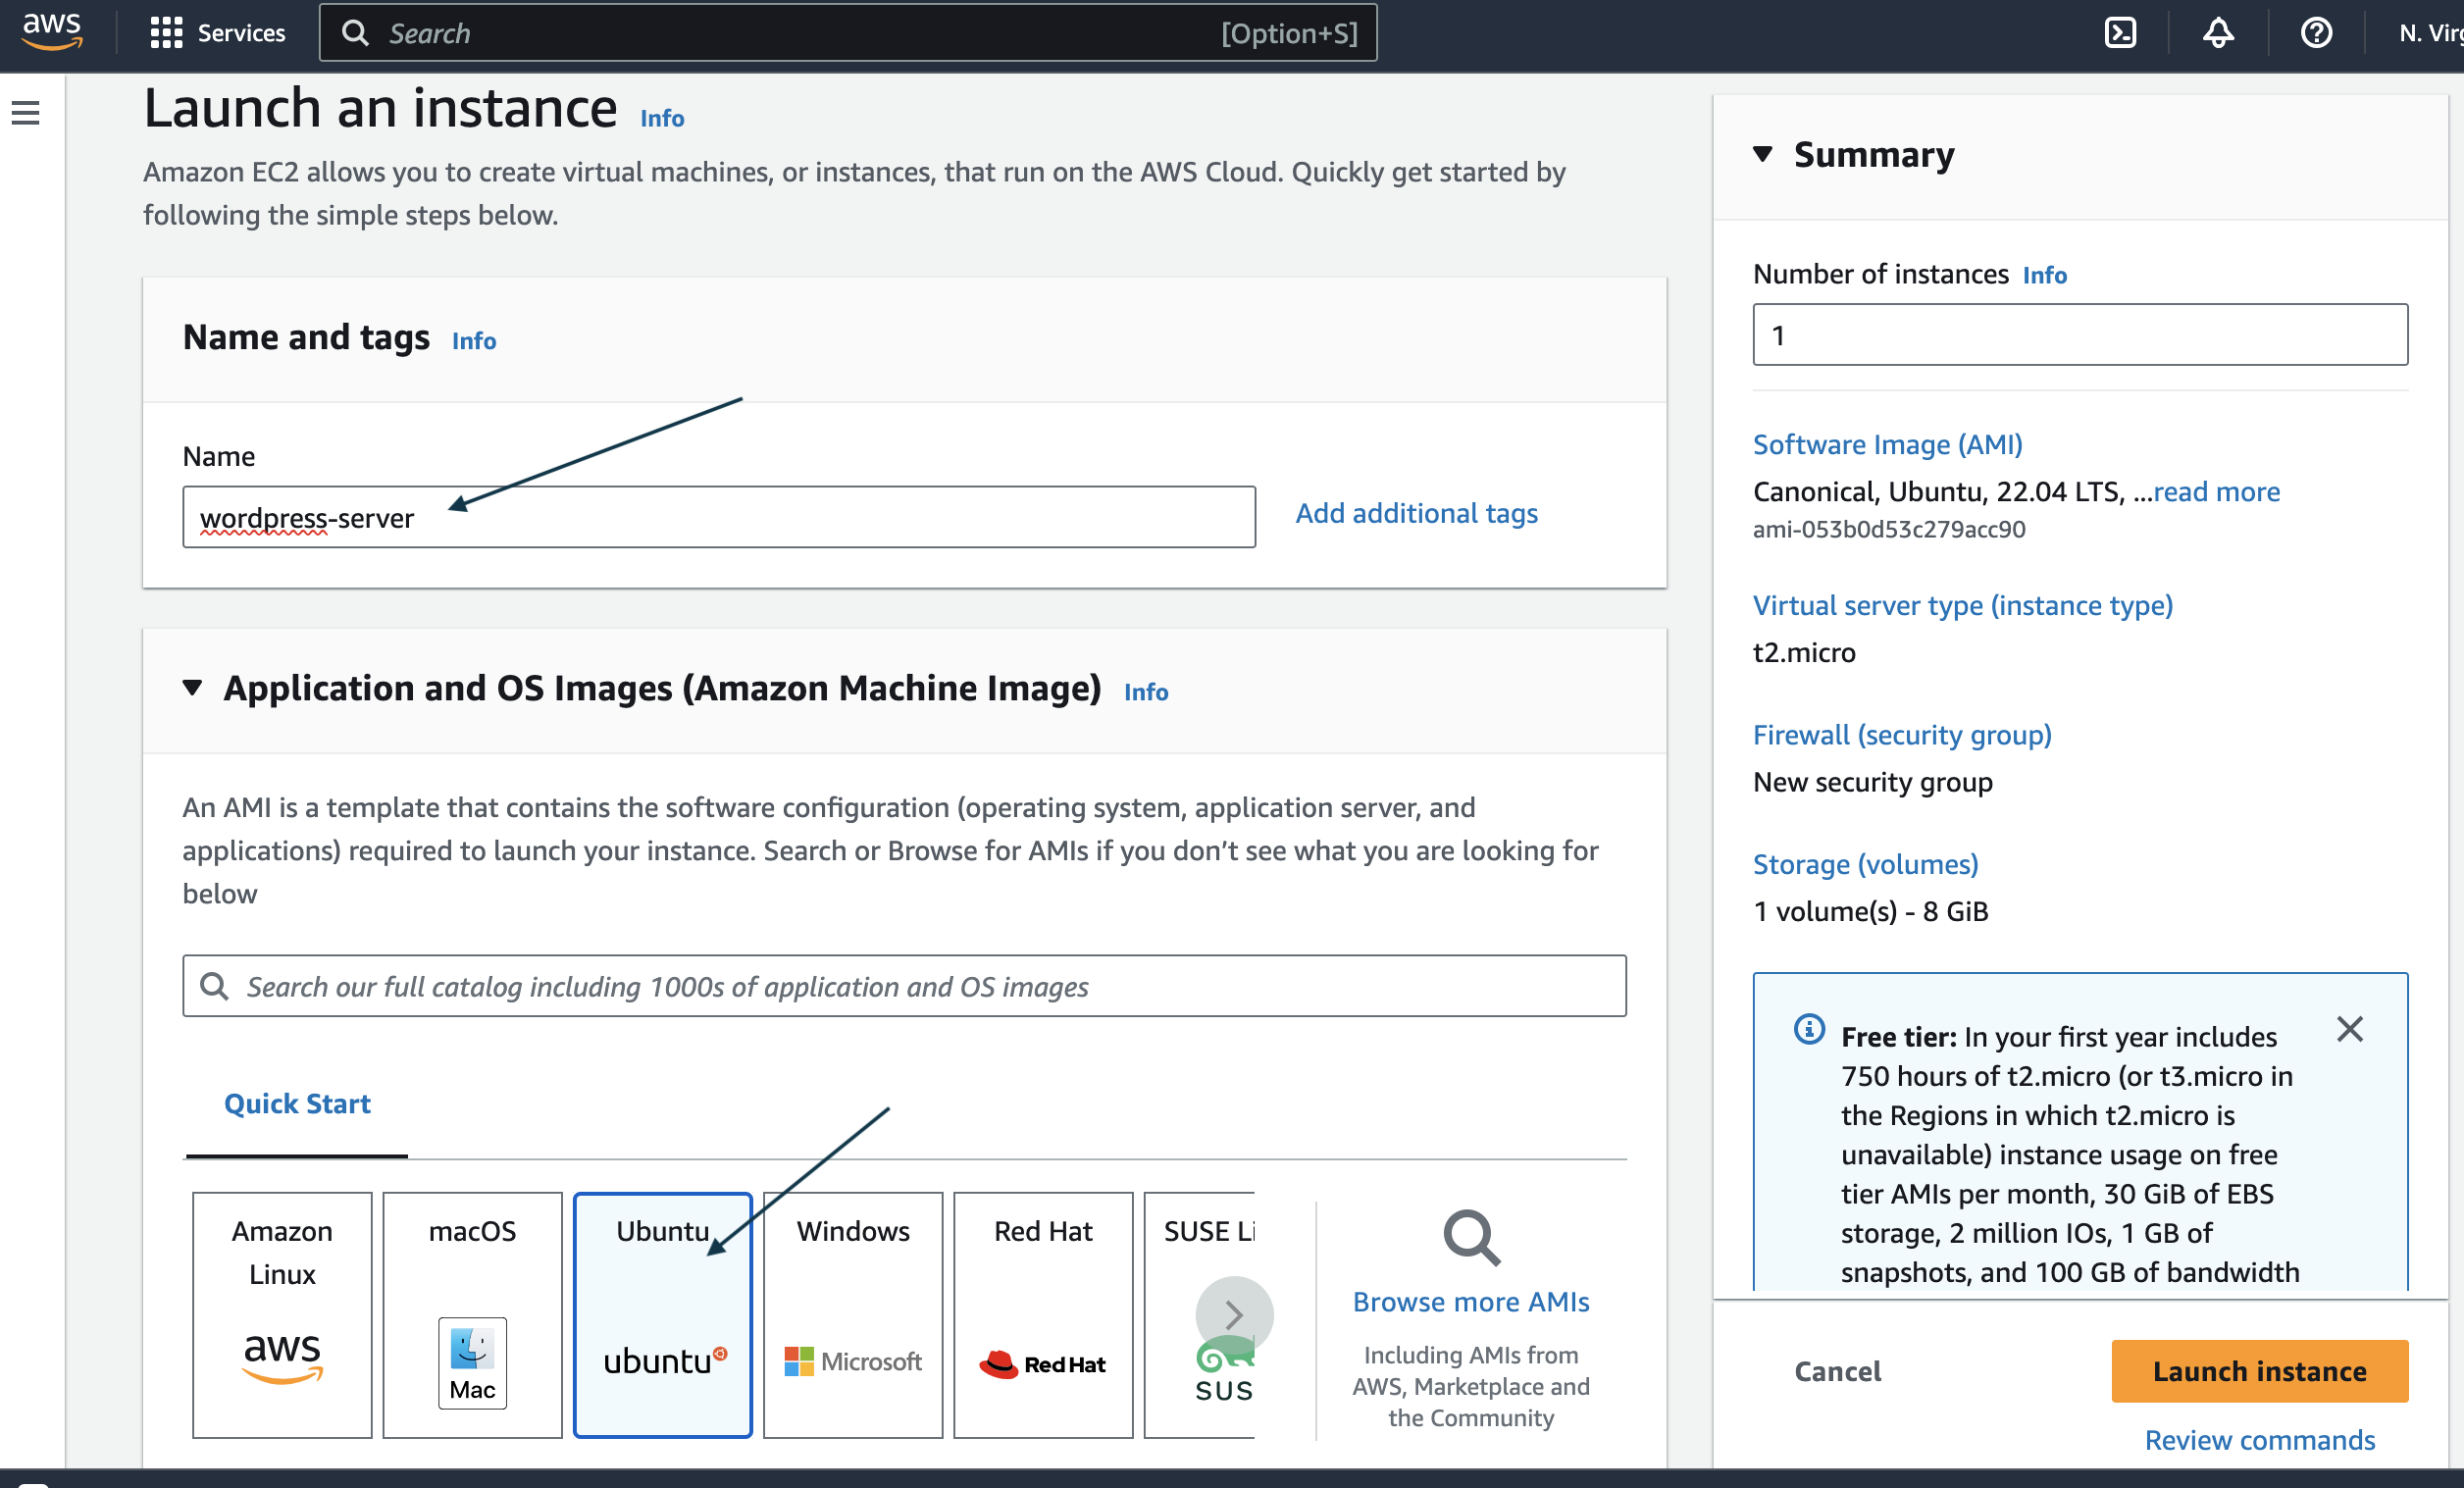 aws
Services
Search
[Option+S]
N. Virg
Launch an instance Info
Amazon EC2 allows you to create virtual machines, or instances, that run on the AWS Cloud. Quickly get started by
following the simple steps below.
Name and tags Info
Name
wordpress-server
Add additional tags
Application and OS Images (Amazon Machine Image) Info
An AMI is a template that contains the software configuration (operating system, application server, and
applications) required to launch your instance. Search or Browse for AMIs if you don’t see what you are looking for
below
Search our full catalog including 1000s of application and OS images
Quick Start
Amazon
Linux
aws
macOS
Mac
Ubuntu
ubuntu
Windows
Microsoft
Red Hat
Red Hat
SUSE Li
SUS
Browse more AMIs
Including AMIs from
AWS, Marketplace and
the Community
Summary
Number of instances Info
1
Software Image (AMI)
Canonical, Ubuntu, 22.04 LTS, ...read more
ami-053b0d53c279acc90
Virtual server type (instance type)
t2.micro
Firewall (security group)
New security group
Storage (volumes)
1 volume(s) - 8 GiB
Free tier: In your first year includes
750 hours of t2.micro (or t3.micro in
the Regions in which t2.micro is
unavailable) instance usage on free
tier AMIs per month, 30 GiB of EBS
storage, 2 million IOs, 1 GB of
snapshots, and 100 GB of bandwidth
Cancel
Launch instance
Review commands